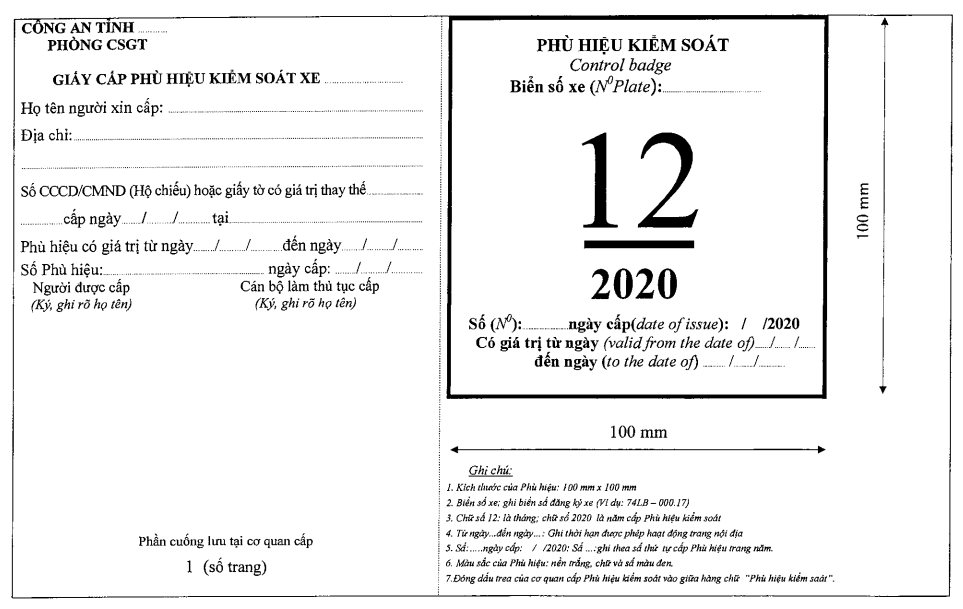 CÔNG AN TỈNH ..........
PHÒNG CSGT
GIẤY CẤP PHÙ HIỆU KIỂM SOÁT XE ....................
Họ tên người xin cấp: ....................
Địa chỉ: ....................
....................
Số CCCD/CMND (Hộ chiếu) hoặc giấy tờ có giá trị thay thế ..........
..........cấp ngày....../....../........tại....................
Phù hiệu có giá trị từ ngày....../....../........đến ngày....../....../......
Số Phù hiệu:.................... ngày cấp: ....../....../........
Người được cấp Cán bộ làm thủ tục cấp
(Ký, ghi rõ họ tên) (Ký, ghi rõ họ tên)
Phần cuống lưu tại cơ quan cấp
1 (số trang)
PHÙ HIỆU KIỂM SOÁT
Control badge
Biển số xe (N⁰Plate):....................
12
2020
Số (N⁰):..........ngày cấp(date of issue): / /2020
Có giá trị từ ngày (valid from the date of)..../..../....
đến ngày (to the date of) ....../....../......
100 mm
100 mm
Ghi chú:
1. Kích thước của Phù hiệu: 100 mm x 100 mm
2. Biển số xe; ghi biển số đăng ký xe (Ví dụ: 74LB – 000.17)
3. Chữ số 12: là tháng; chữ số 2020 là năm cấp Phù hiệu kiểm soát
4. Từ ngày...đến ngày...: Ghi thời hạn được phép hoạt động trang nội địa
5. Số:.....ngày cấp: / /2020: Số ...:ghi thea số thứ tự cấp Phù hiệu trang năm.
6. Màu sắc của Phù hiệu: nền trắng, chữ và số màu đen.
7.Đóng dấu trea của cơ quan cấp Phù hiệu kiểm soát vào giữa hàng chữ "Phù hiệu kiểm saát".